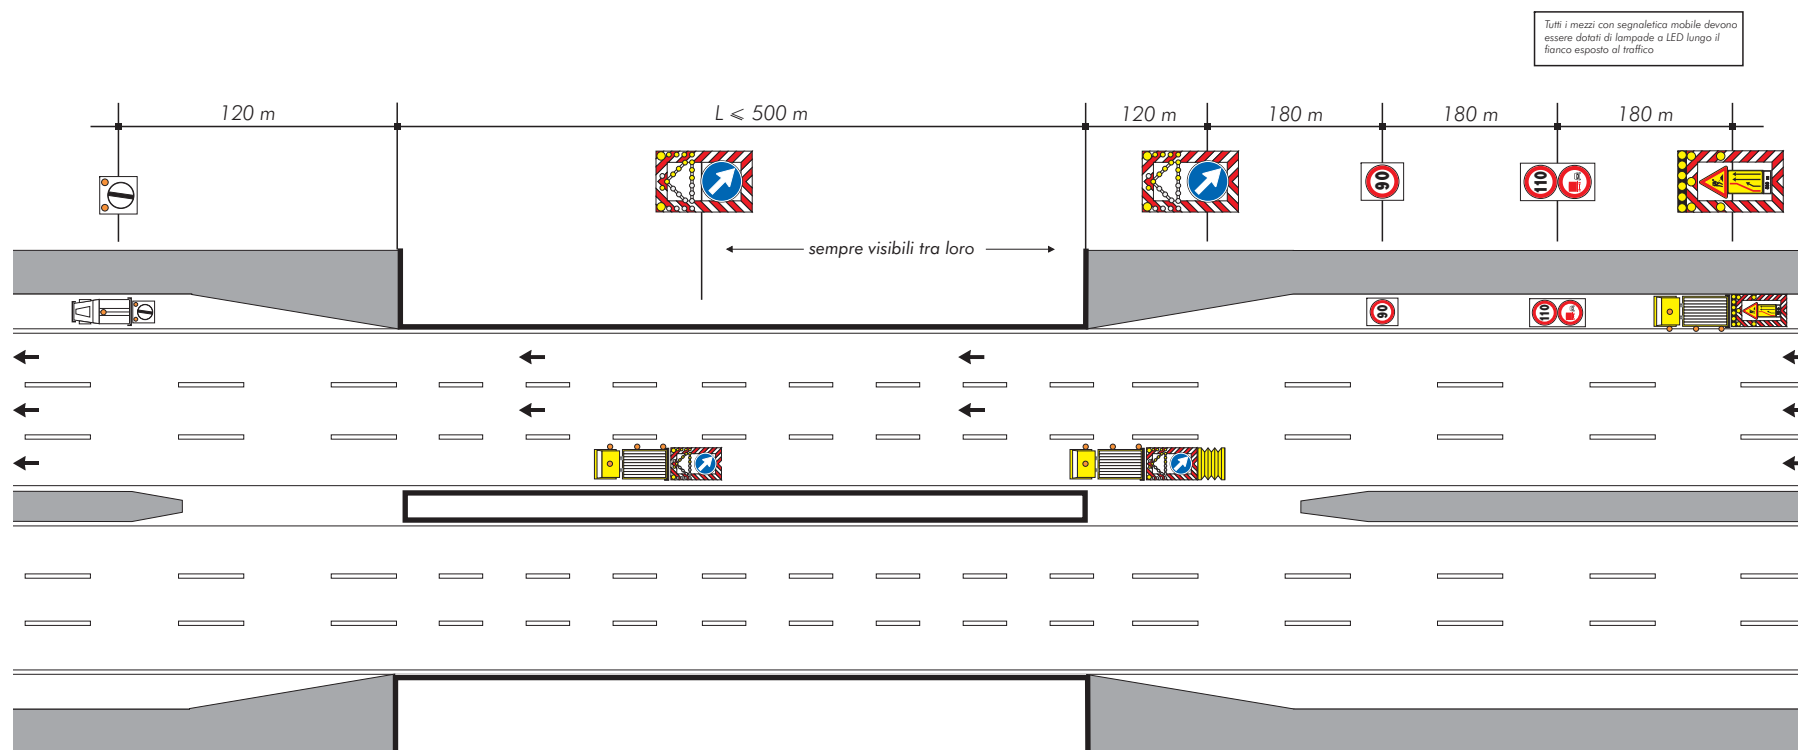 Tutti i mezzi con segnaletica mobile devono
essere dotati di lampade a LED lungo il
fianco esposto al traffico
120 m
L ⩽ 500 m
120 m
180 m
180 m
180 m
90
110
sempre visibili tra loro
90
110